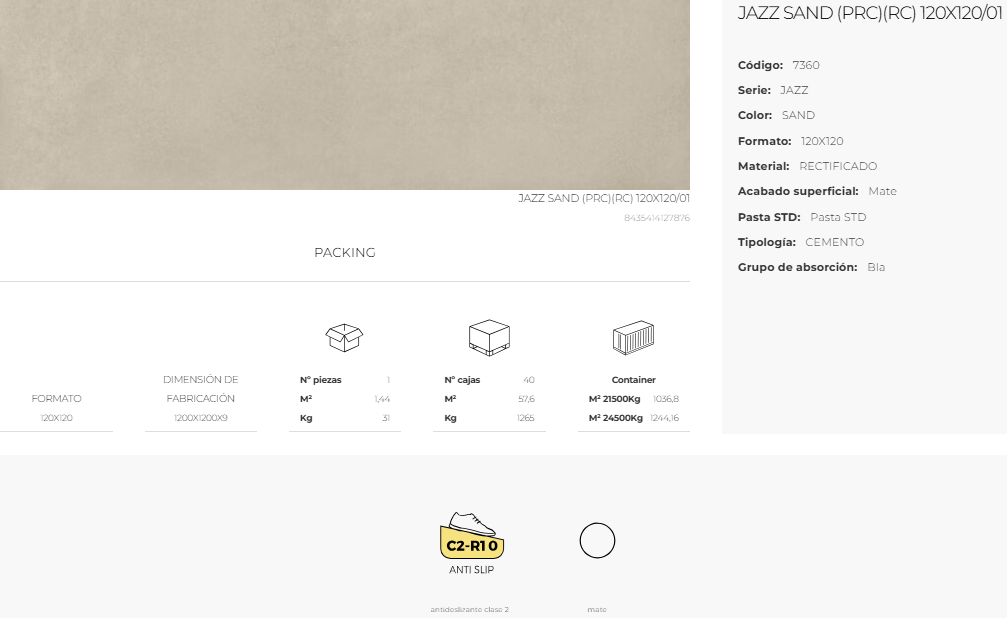 JAZZ SAND (PRC)(RC) 120X120/01
Código: 7360
Serie: JAZZ
Color: SAND
Formato: 120X120
Material: RECTIFICADO
Acabado superficial: Mate
Pasta STD: Pasta STD
Tipología: CEMENTO
Grupo de absorción: BIa
JAZZ SAND (PRC)(RC) 120X120/01
8435414127876
PACKING
FORMATO
120X120
DIMENSIÓN DE
FABRICACIÓN
1200X1200X9
Nº piezas 1
M² 1,44
Kg 31
Nº cajas 40
M² 57,6
Kg 1265
Container
M² 21500Kg 1036,8
M² 24500Kg 1244,16
C2-R10
ANTI SLIP
antideslizante clase 2
mate